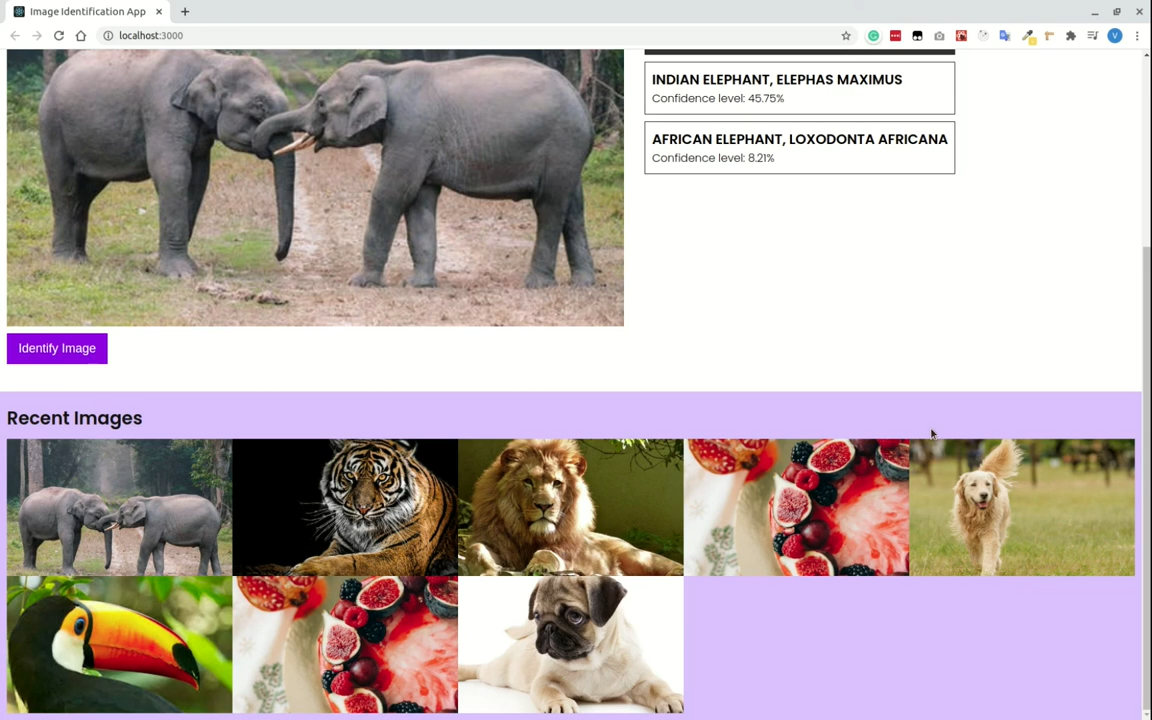 Image Identification App
localhost:3000
V
INDIAN ELEPHANT, ELEPHAS MAXIMUS
Confidence level: 45.75%
AFRICAN ELEPHANT, LOXODONTA AFRICANA
Confidence level: 8.21%
Identify Image
Recent Images